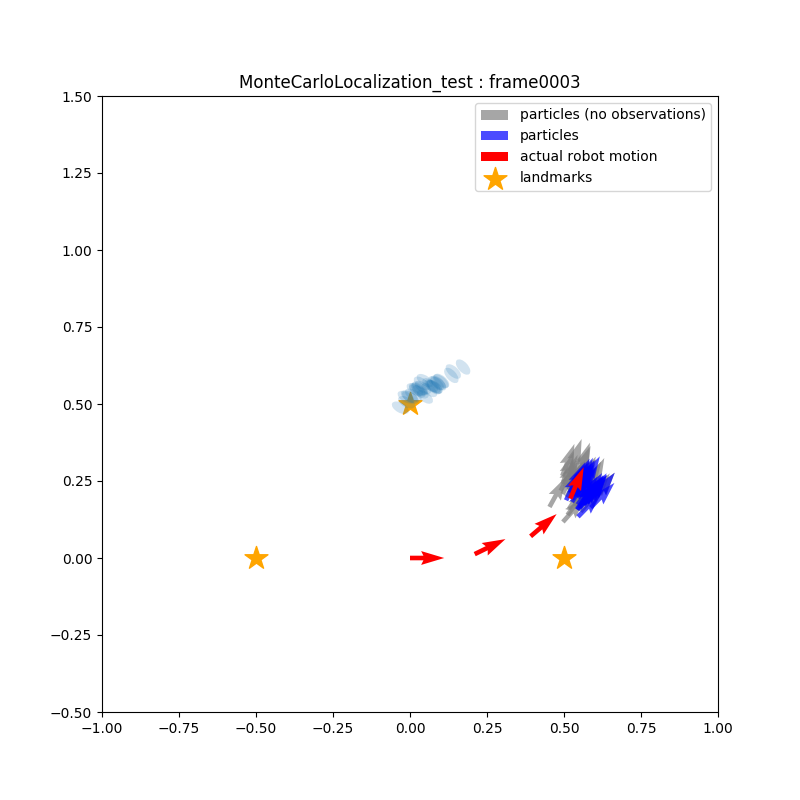 MonteCarloLocalization_test : frame0003
particles (no observations)
particles
actual robot motion
landmarks
1.50
1.25
1.00
0.75
0.50
0.25
0.00
−0.25
−0.50
−1.00 −0.75 −0.50 −0.25 0.00 0.25 0.50 0.75 1.00